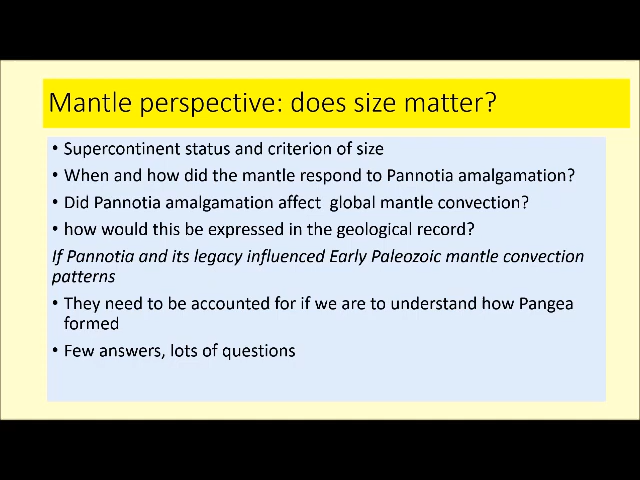 Mantle perspective: does size matter?
• Supercontinent status and criterion of size
• When and how did the mantle respond to Pannotia amalgamation?
• Did Pannotia amalgamation affect  global mantle convection?
• how would this be expressed in the geological record?
If Pannotia and its legacy influenced Early Paleozoic mantle convection
patterns
• They need to be accounted for if we are to understand how Pangea
formed
• Few answers, lots of questions